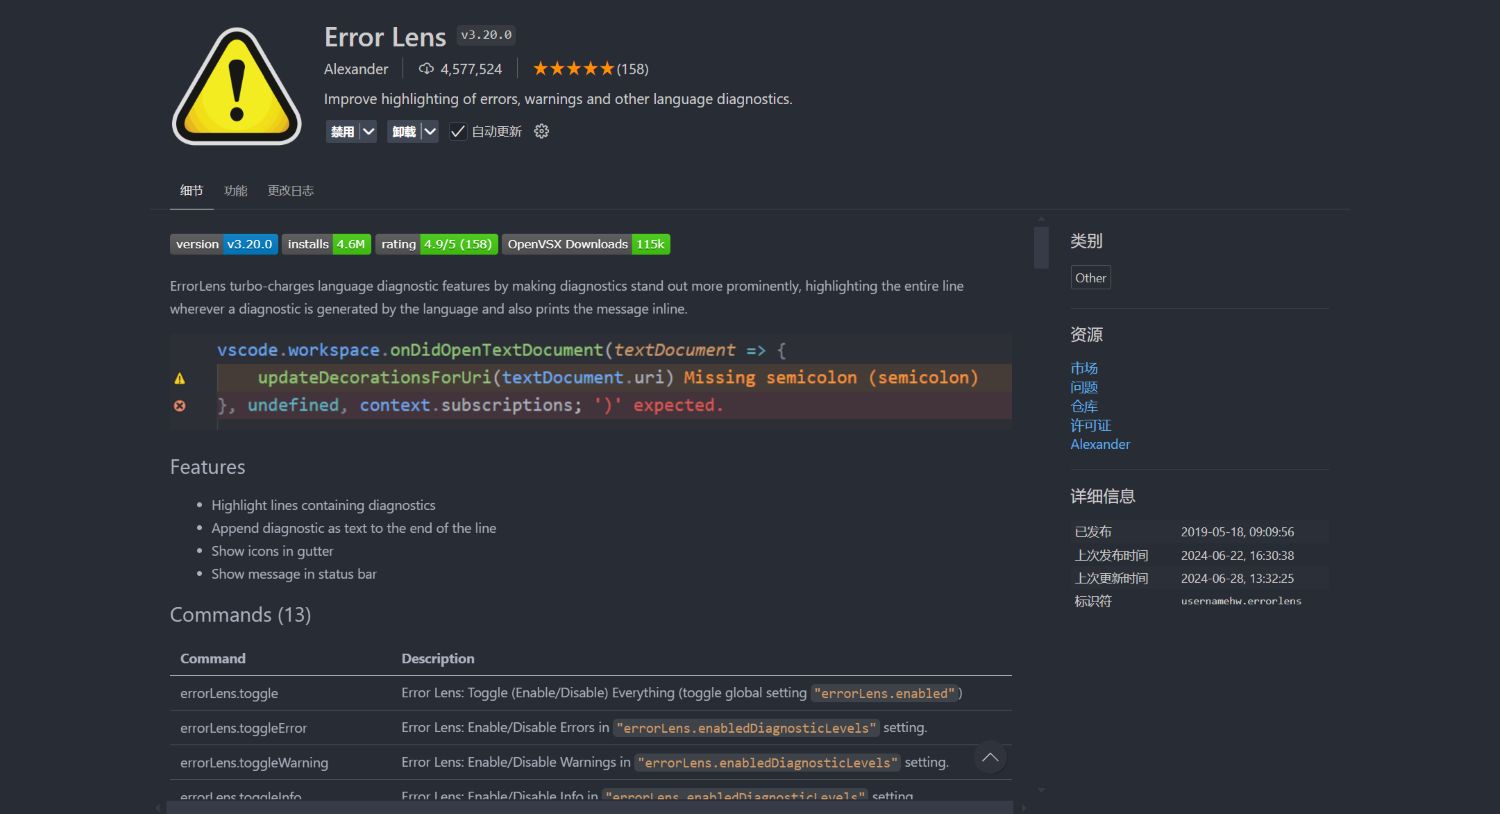 Error Lens v3.20.0
Alexander 4,577,524 ★★★★★(158)
Improve highlighting of errors, warnings and other language diagnostics.
禁用 卸载 自动更新
细节 功能 更改日志
version v3.20.0 installs 4.6M rating 4.9/5 (158) OpenVSX Downloads 115k
ErrorLens turbo-charges language diagnostic features by making diagnostics stand out more prominently, highlighting the entire line
wherever a diagnostic is generated by the language and also prints the message inline.
vscode.workspace.onDidOpenTextDocument(textDocument => {
updateDecorationsForUri(textDocument.uri) Missing semicolon (semicolon)
}, undefined, context.subscriptions; ')' expected.
Features
• Highlight lines containing diagnostics
• Append diagnostic as text to the end of the line
• Show icons in gutter
• Show message in status bar
Commands (13)
Command Description
errorLens.toggle Error Lens: Toggle (Enable/Disable) Everything (toggle global setting "errorLens.enabled")
errorLens.toggleError Error Lens: Enable/Disable Errors in "errorLens.enabledDiagnosticLevels" setting.
errorLens.toggleWarning Error Lens: Enable/Disable Warnings in "errorLens.enabledDiagnosticLevels" setting.
errorLens.toggleInfo Error Lens: Enable/Disable Info in "errorLens.enabledDiagnosticLevels" setting.
类别
Other
资源
市场
问题
仓库
许可证
Alexander
详细信息
已发布 2019-05-18, 09:09:56
上次发布时间 2024-06-22, 16:30:38
上次更新时间 2024-06-28, 13:32:25
标识符 usernamehw.errorlens